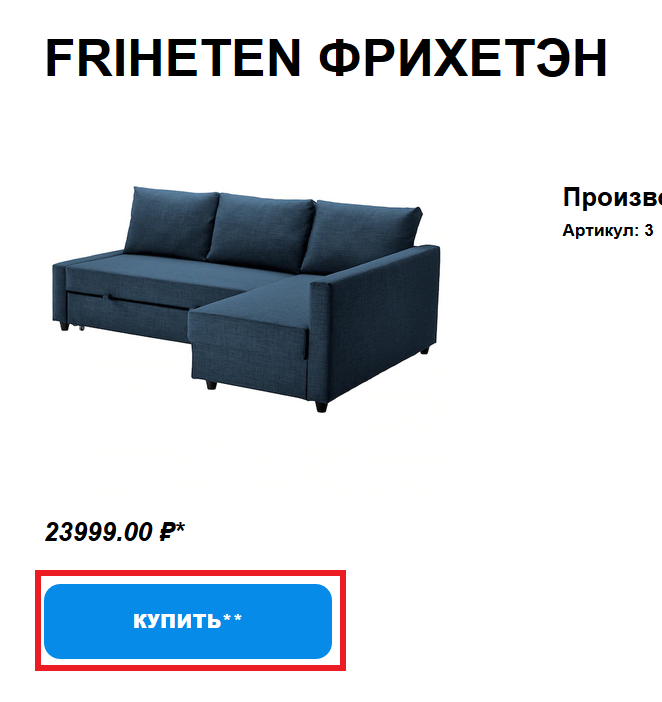 FRIHETEN ФРИХЕТЭН
Артикул: 3
23999.00 ₽*
КУПИТЬ**